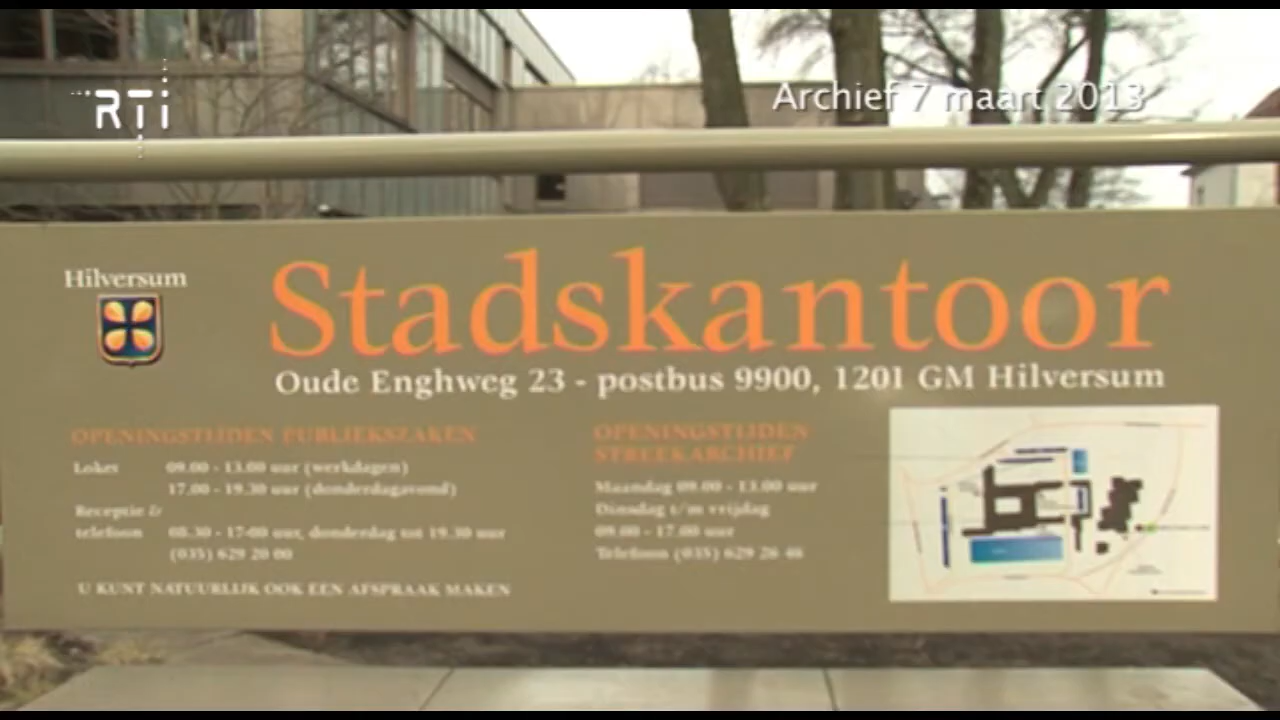 RTi
Archief 7 maart 2013
Hilversum
Stadskantoor
Oude Enghweg 23 - postbus 9900, 1201 GM Hilversum
OPENINGSTIJDEN PUBLIEKSZAKEN
Loket 09.00 - 13.00 uur (werkdagen)
17.00 - 19.30 uur (donderdagavond)
Receptie &
telefoon 08.30 - 17.00 uur, donderdag tot 19.30 uur
(035) 629 20 00
U KUNT NATUURLIJK OOK EEN AFSPRAAK MAKEN
OPENINGSTIJDEN
STREEKARCHIEF
Maandag 09.00 - 13.00 uur
Dinsdag t/m vrijdag
09.00 - 17.00 uur
Telefoon (035) 629 26